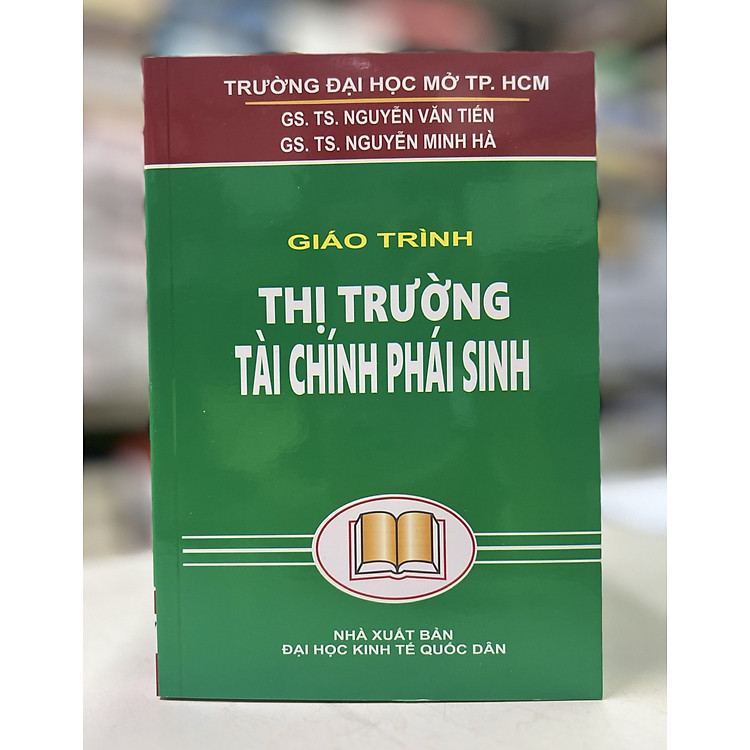 TRƯỜNG ĐẠI HỌC MỞ TP. HCM
GS. TS. NGUYỄN VĂN TIẾN
GS. TS. NGUYỄN MINH HÀ
GIÁO TRÌNH
THỊ TRƯỜNG
TÀI CHÍNH PHÁI SINH
NHÀ XUẤT BẢN
ĐẠI HỌC KINH TẾ QUỐC DÂN